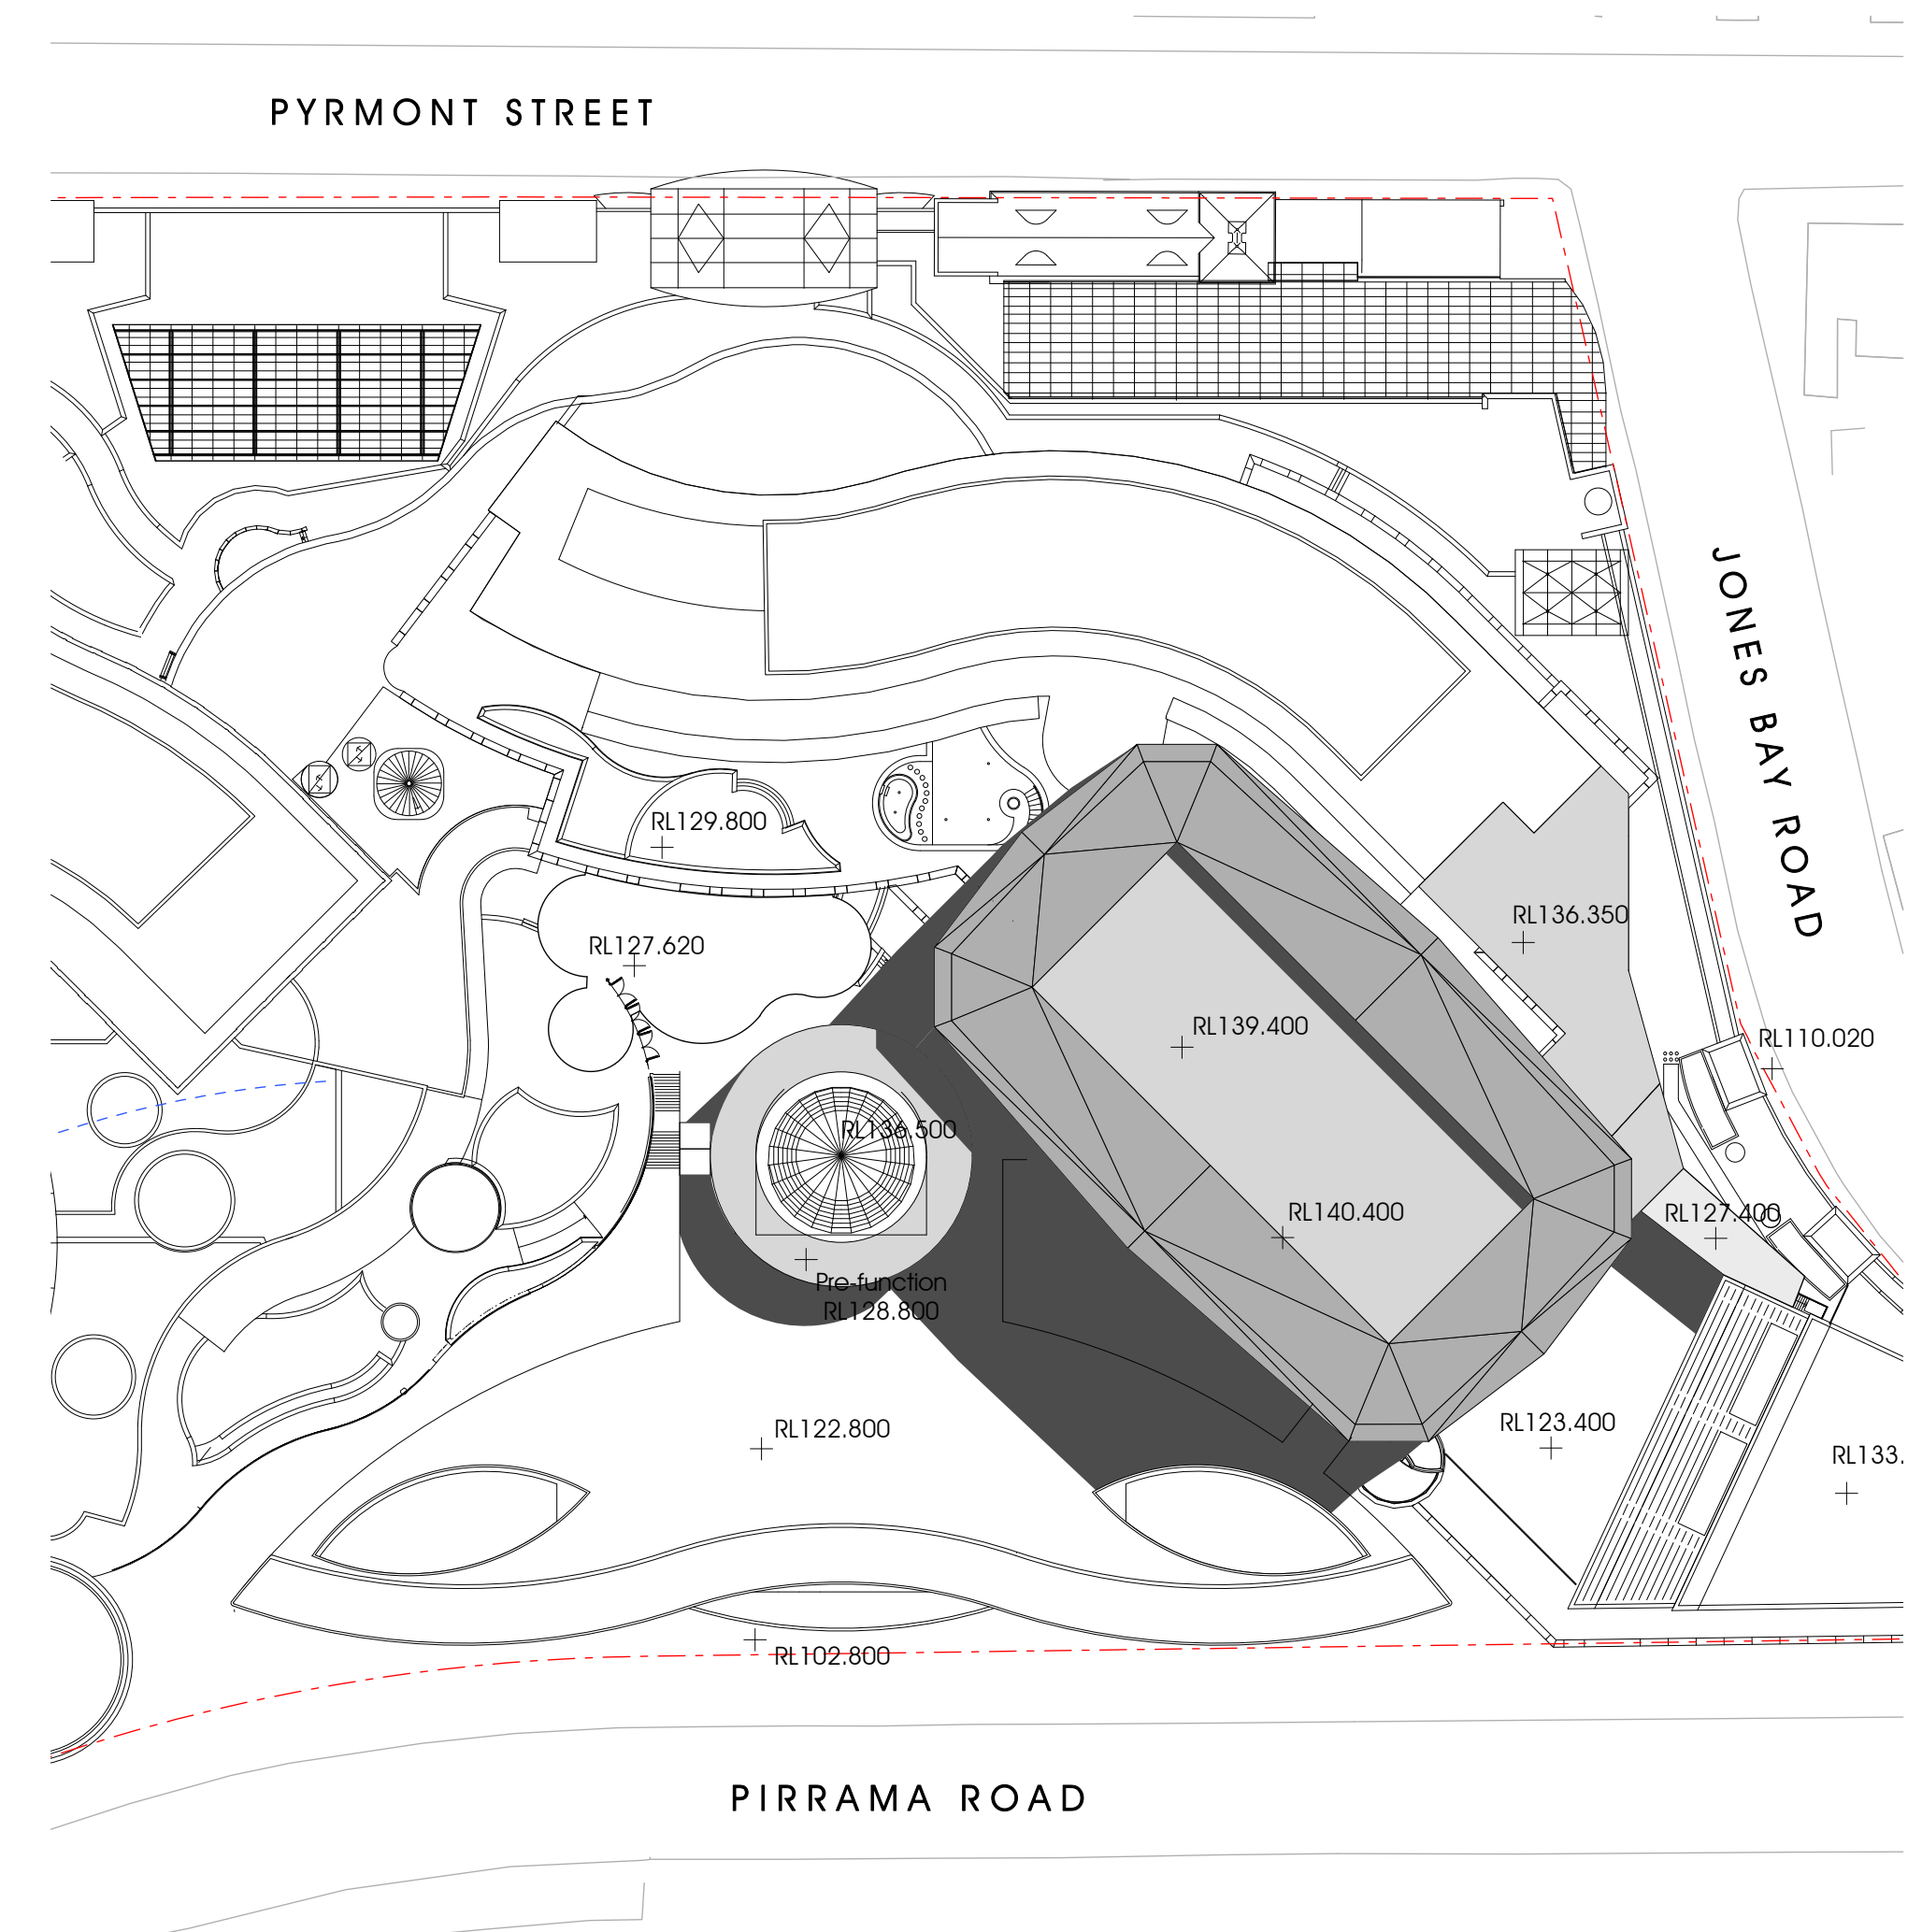 PYRMONT STREET
JONES BAY ROAD
RL129.800
RL136.350
RL127.620
RL139.400
RL110.020
RL136.500
RL140.400
RL127.400
Pre-function
RL128.800
RL122.800
RL123.400
RL133.
RL102.800
PIRRAMA ROAD